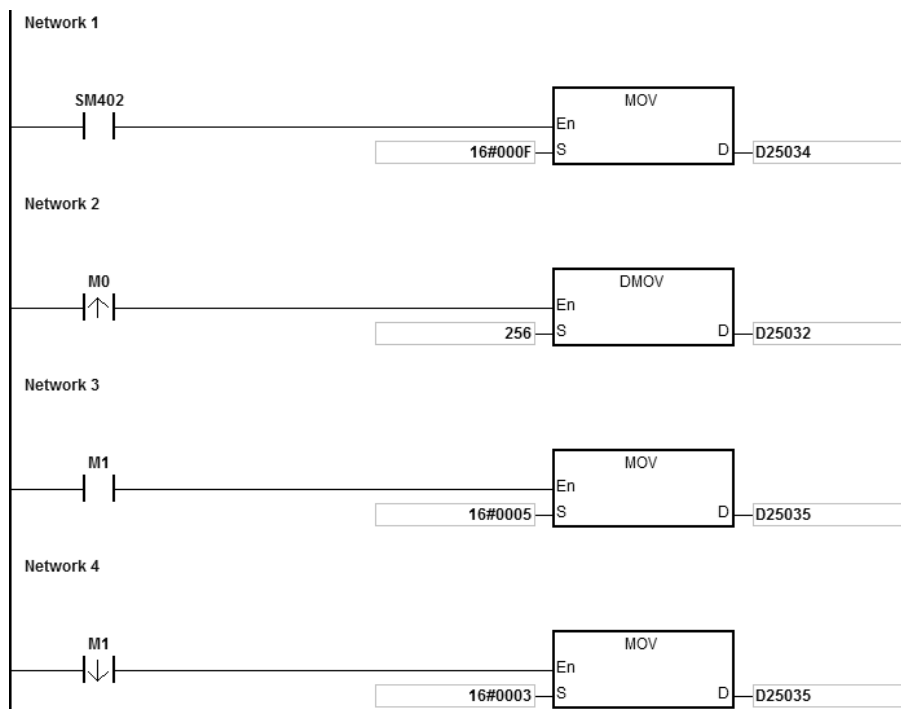 Network 1
SM402
MOV
En
16#000F S D D25034
Network 2
M0
DMOV
En
256 S D D25032
Network 3
M1
MOV
En
16#0005 S D D25035
Network 4
M1
MOV
En
16#0003 S D D25035